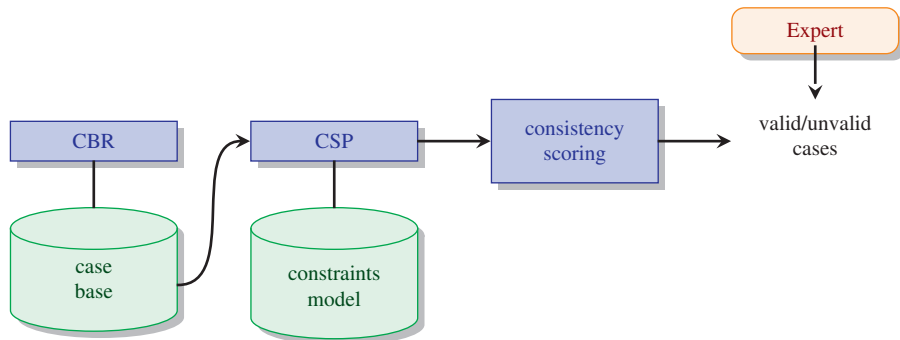 Expert
CBR
CSP
consistency
scoring
valid/unvalid
cases
case
base
constraints
model